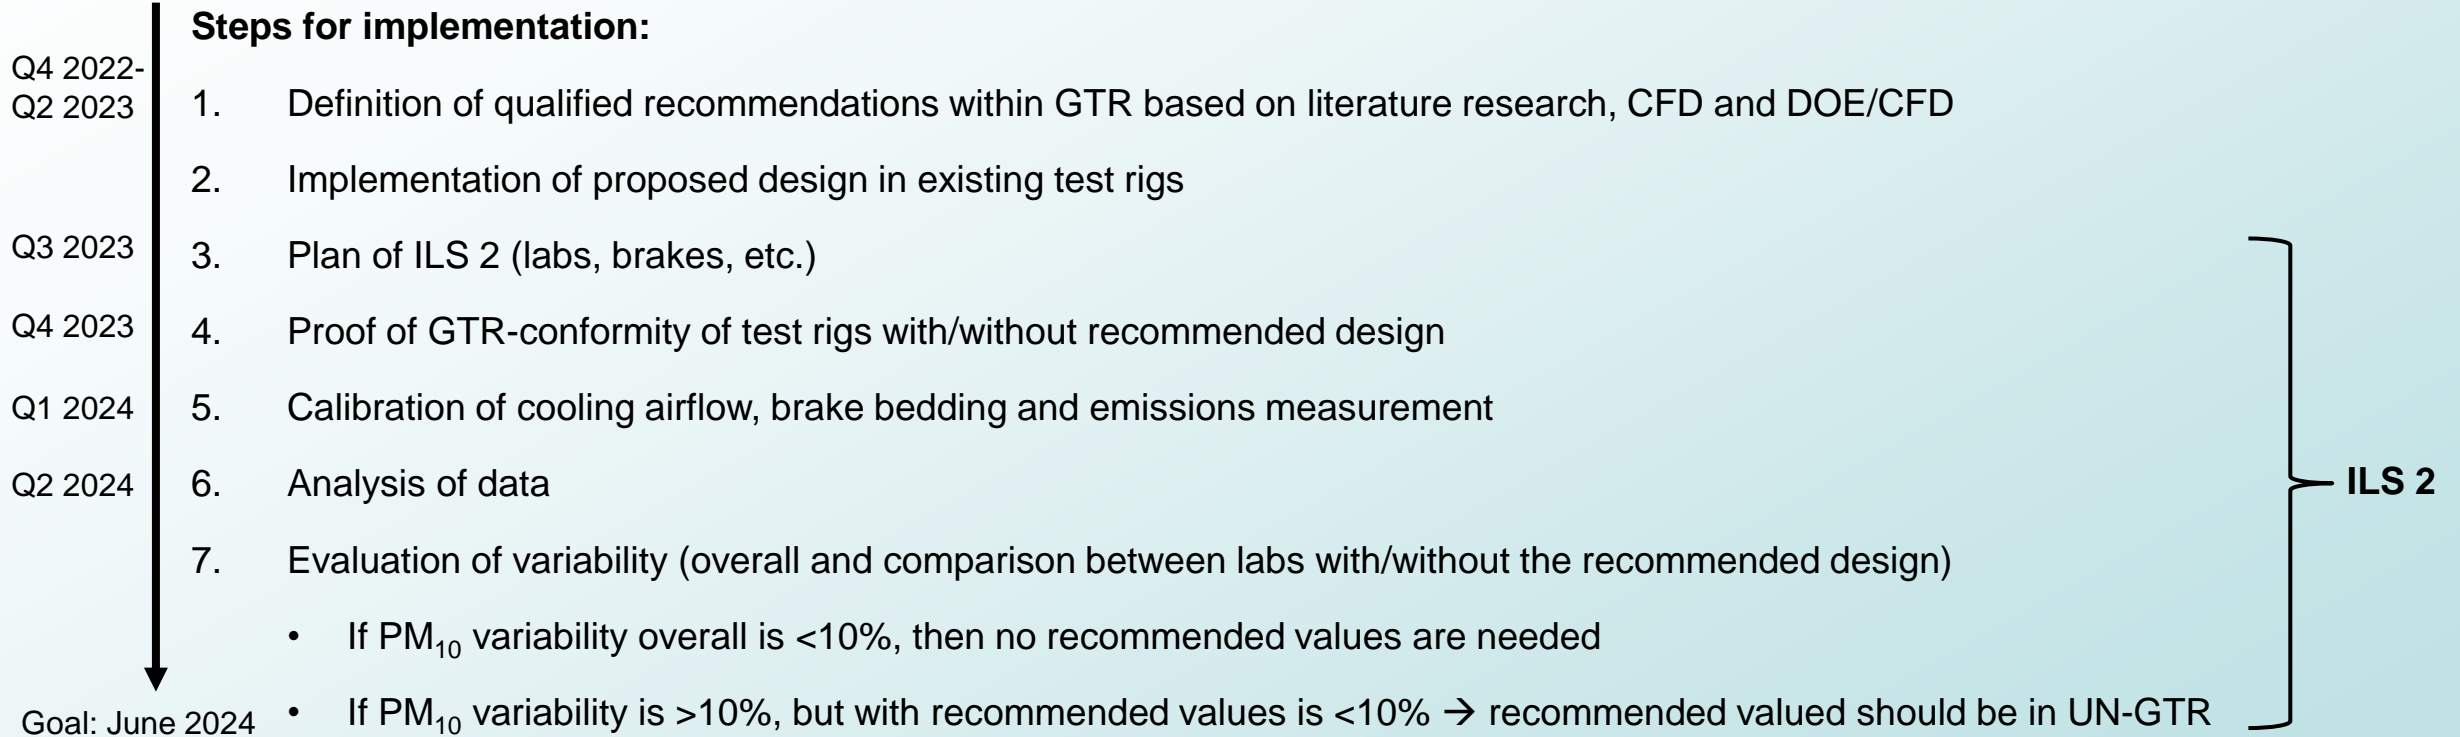 Steps for implementation:
Q4 2022-
Q2 2023
1. Definition of qualified recommendations within GTR based on literature research, CFD and DOE/CFD
2. Implementation of proposed design in existing test rigs
Q3 2023
3. Plan of ILS 2 (labs, brakes, etc.)
Q4 2023
4. Proof of GTR-conformity of test rigs with/without recommended design
Q1 2024
5. Calibration of cooling airflow, brake bedding and emissions measurement
Q2 2024
6. Analysis of data
ILS 2
7. Evaluation of variability (overall and comparison between labs with/without the recommended design)
• If PM₁₀ variability overall is <10%, then no recommended values are needed
• If PM₁₀ variability is >10%, but with recommended values is <10% → recommended valued should be in UN-GTR
Goal: June 2024